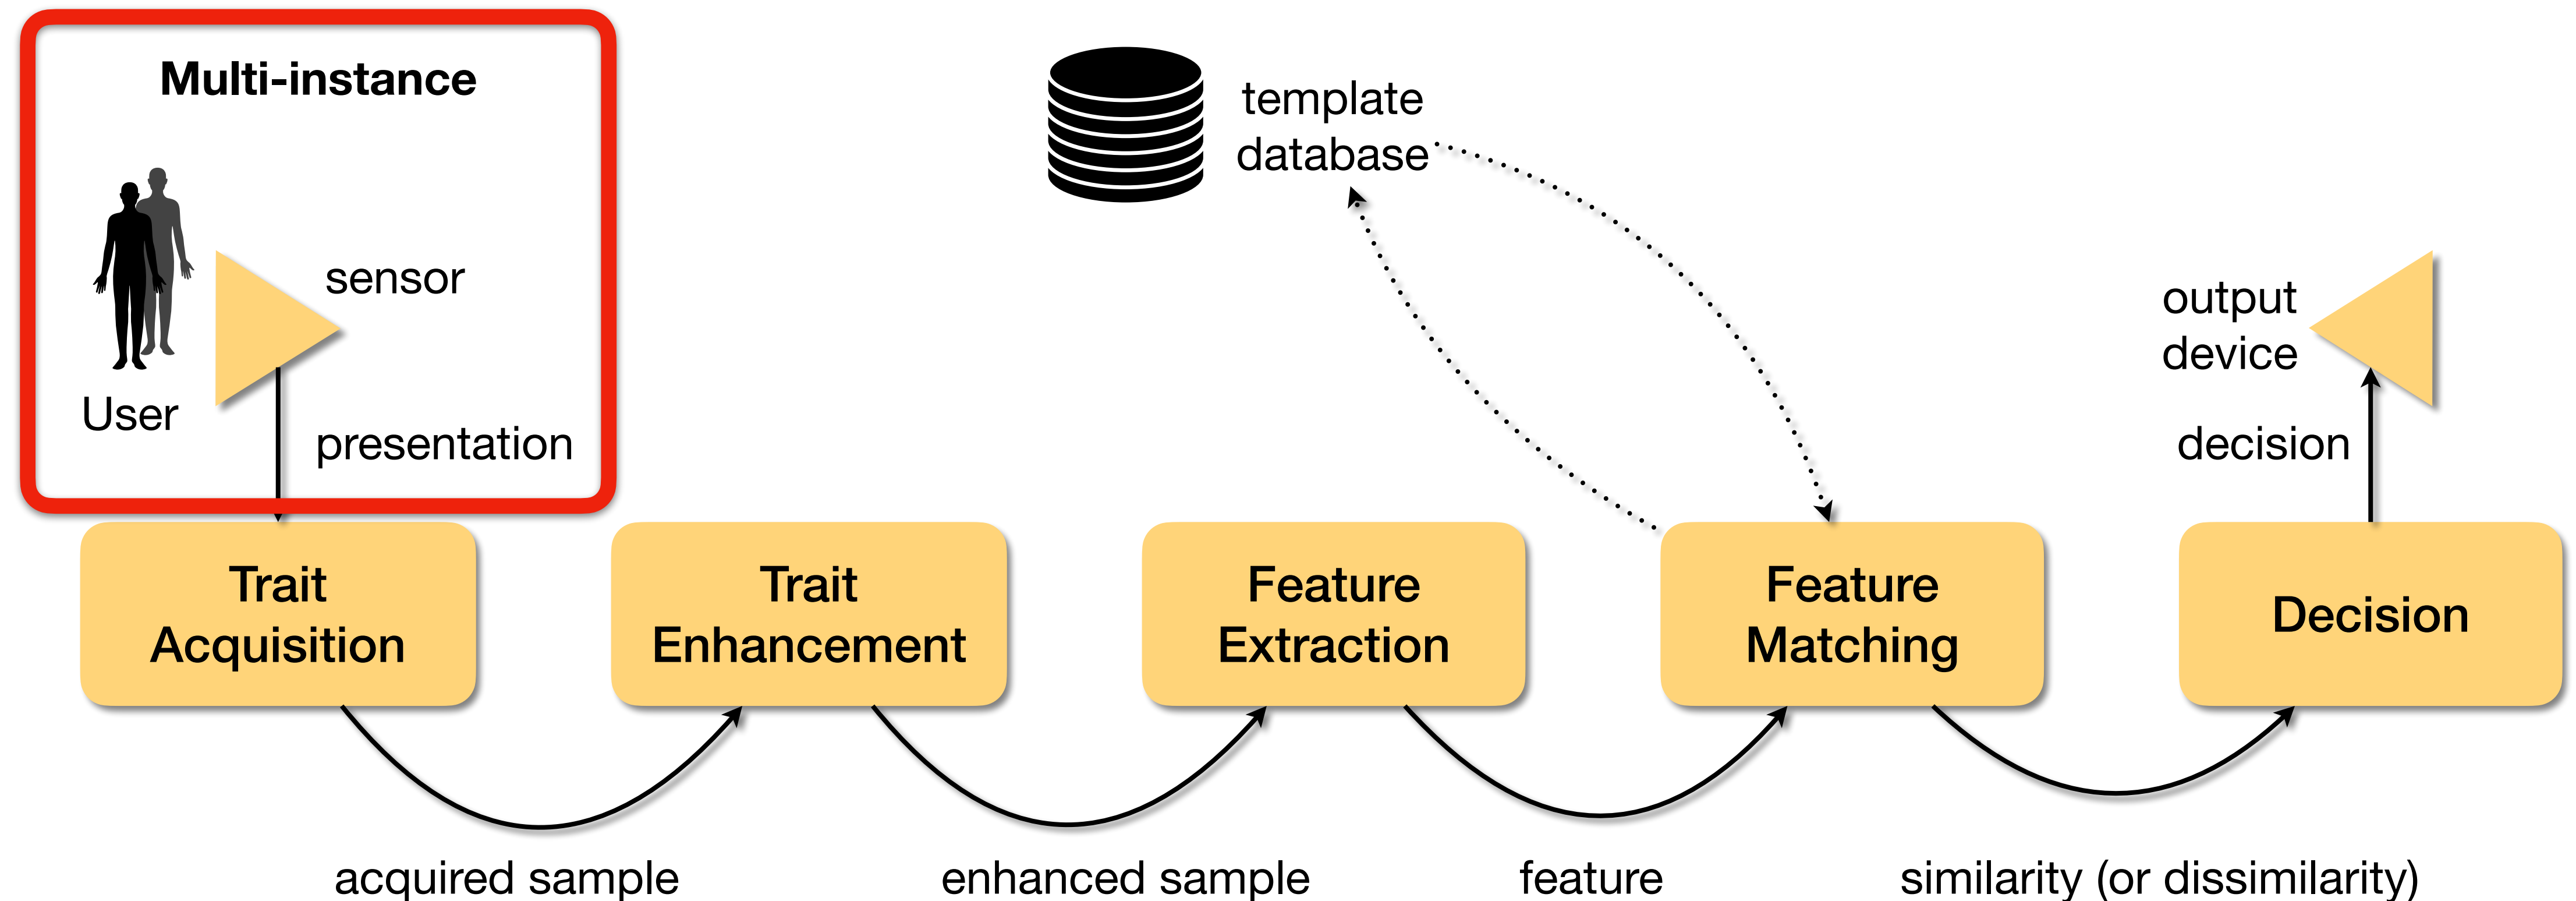 Multi-instance
sensor
User
presentation
template
database
output
device
decision
Trait
Acquisition
Trait
Enhancement
Feature
Extraction
Feature
Matching
Decision
acquired sample
enhanced sample
feature
similarity (or dissimilarity)